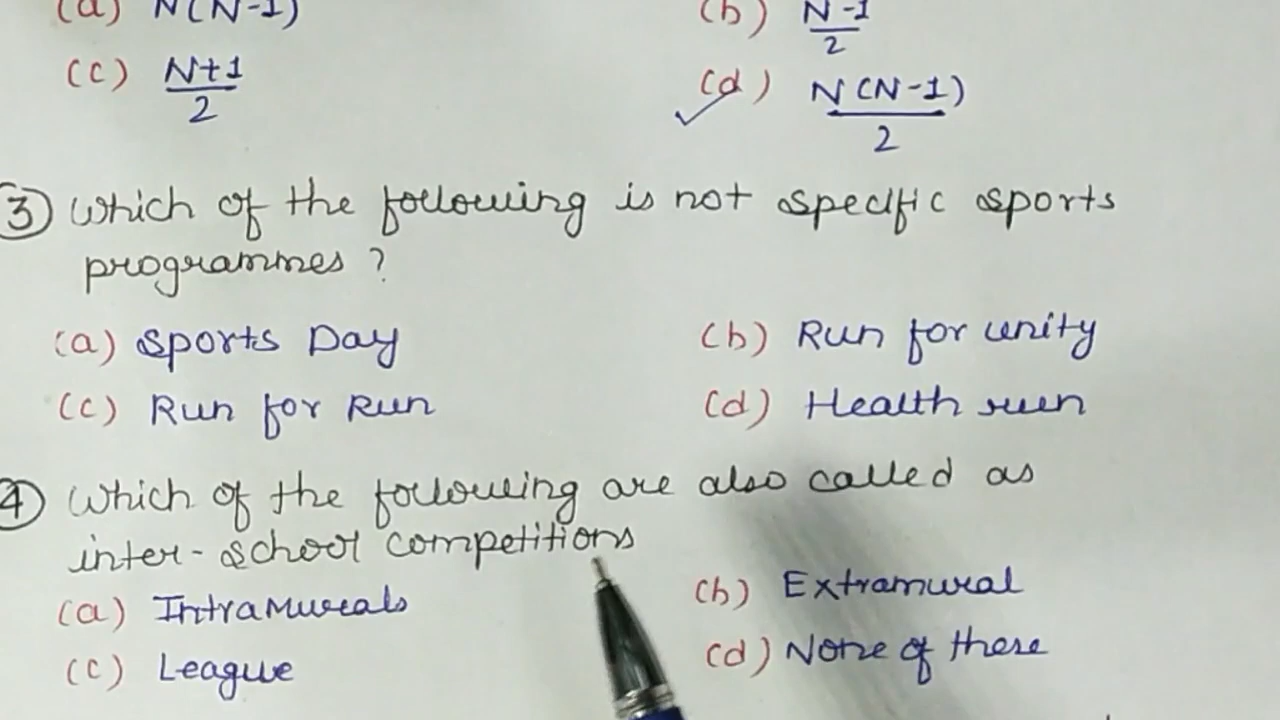 (a) N(N-1) (b) N-1/2
(c) N+1/2 (d) N(N-1)/2
3 Which of the following is not specific sports
programmes ?
(a) Sports Day (b) Run for unity
(c) Run for Run (d) Health run
4 Which of the following are also called as
inter-school competitions
(a) Intramurals (b) Extramural
(c) League (d) None of these